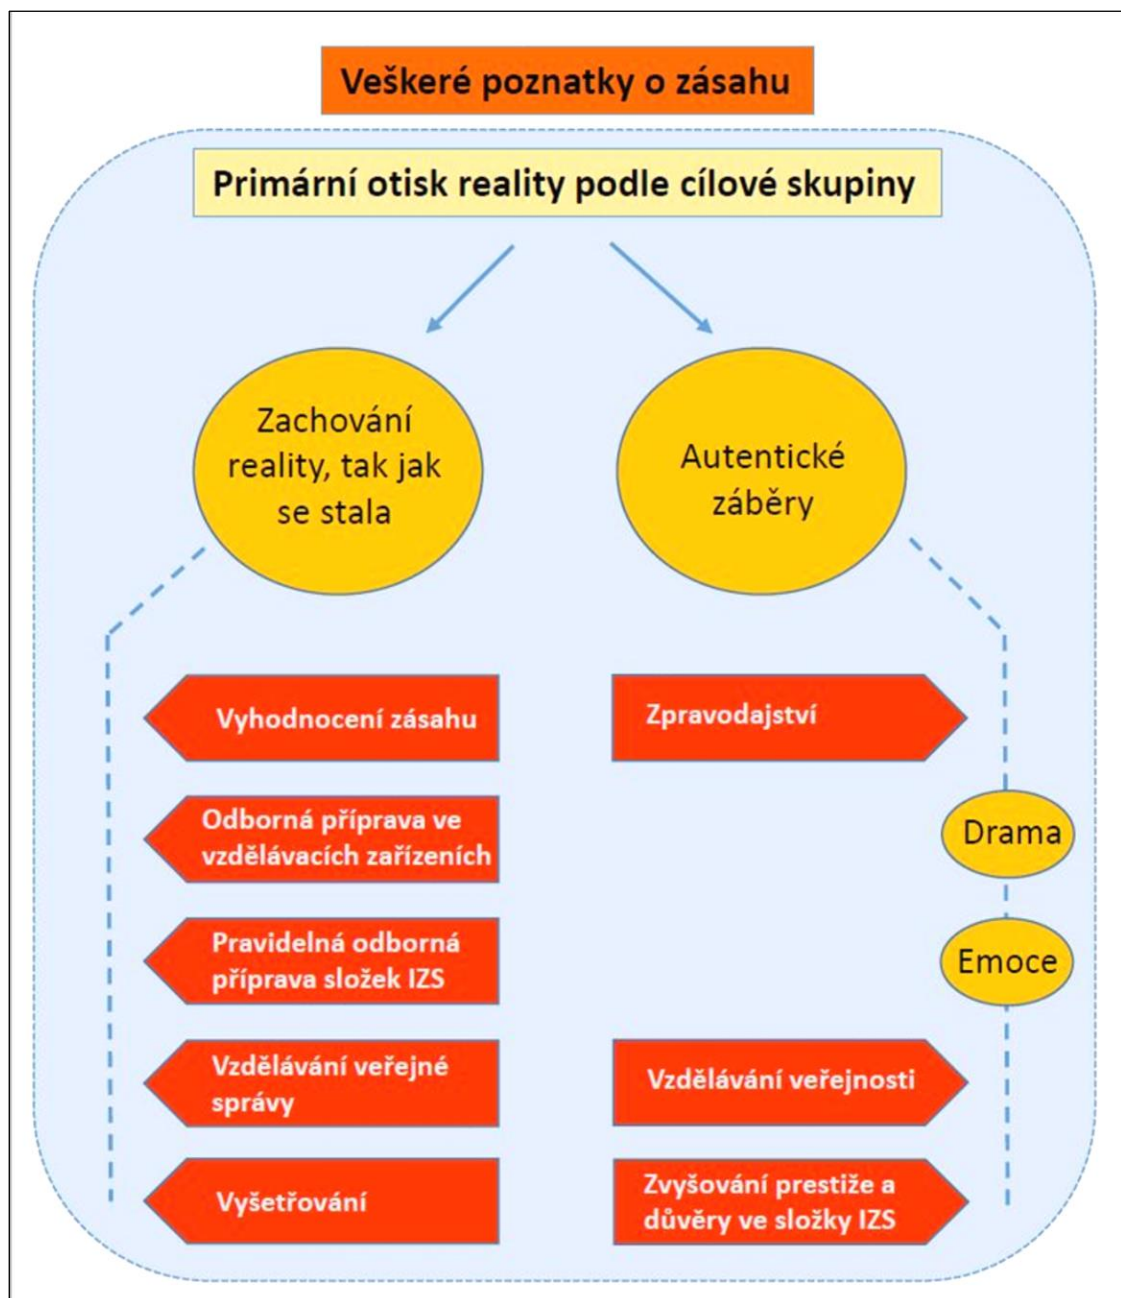 Veškeré poznatky o zásahu
Primární otisk reality podle cílové skupiny
Zachování
reality, tak jak
se stala
Autentické
záběry
Vyhodnocení zásahu
Zpravodajství
Odborná příprava ve
vzdělávacích zařízeních
Drama
Pravidelná odborná
příprava složek IZS
Emoce
Vzdělávání veřejné
správy
Vzdělávání veřejnosti
Vyšetřování
Zvyšování prestiže a
důvěry ve složky IZS